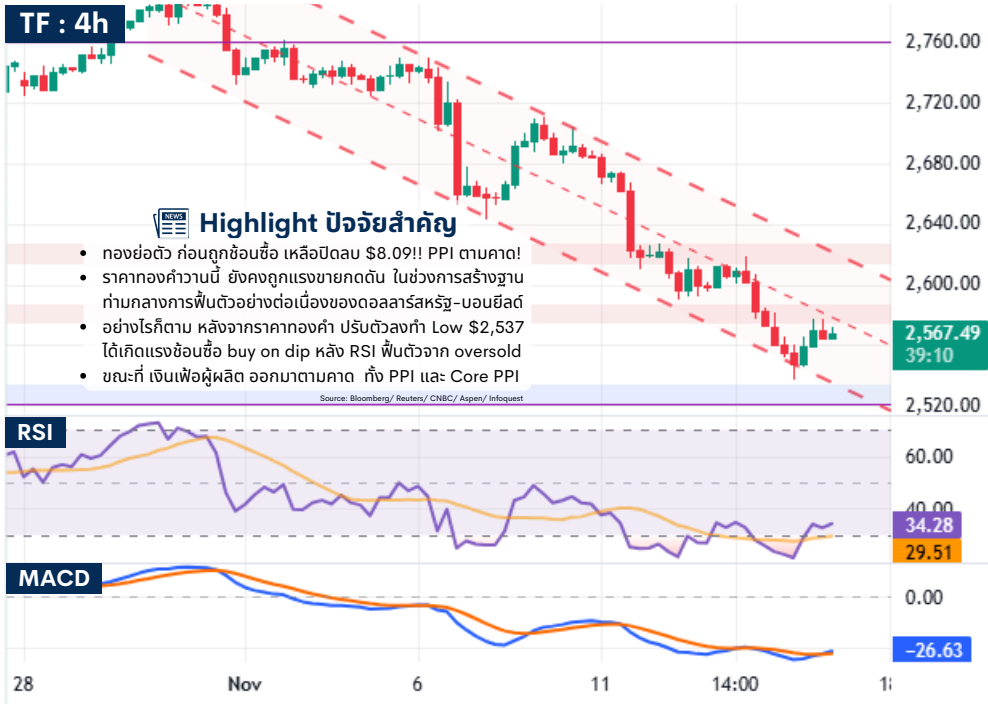 TF : 4h
2,760.00
2,720.00
2,680.00
2,640.00
2,600.00
2,567.49
39:10
2,520.00
NEWS
Highlight ปัจจัยสำคัญ
• ทองย่อตัว ก่อนถูกช้อนซื้อ เหลือปิดลบ $8.09!! PPI ตามคาด!
• ราคาทองคำวานนี้ ยังคงถูกแรงขายกดดัน ในช่วงการสร้างฐาน
ท่ามกลางการฟื้นตัวอย่างต่อเนื่องของดอลลาร์สหรัฐ-บอนยีลด์
• อย่างไรก็ตาม หลังจากราคาทองคำ ปรับตัวลงทำ Low $2,537
ได้เกิดแรงช้อนซื้อ buy on dip หลัง RSI ฟื้นตัวจาก oversold
• ขณะที่ เงินเฟ้อผู้ผลิต ออกมาตามคาด ทั้ง PPI และ Core PPI
Source: Bloomberg/ Reuters/ CNBC/ Aspen/ Infoquest
RSI
60.00
40.00
34.28
29.51
MACD
0.00
−26.63
28
Nov
6
11
14:00